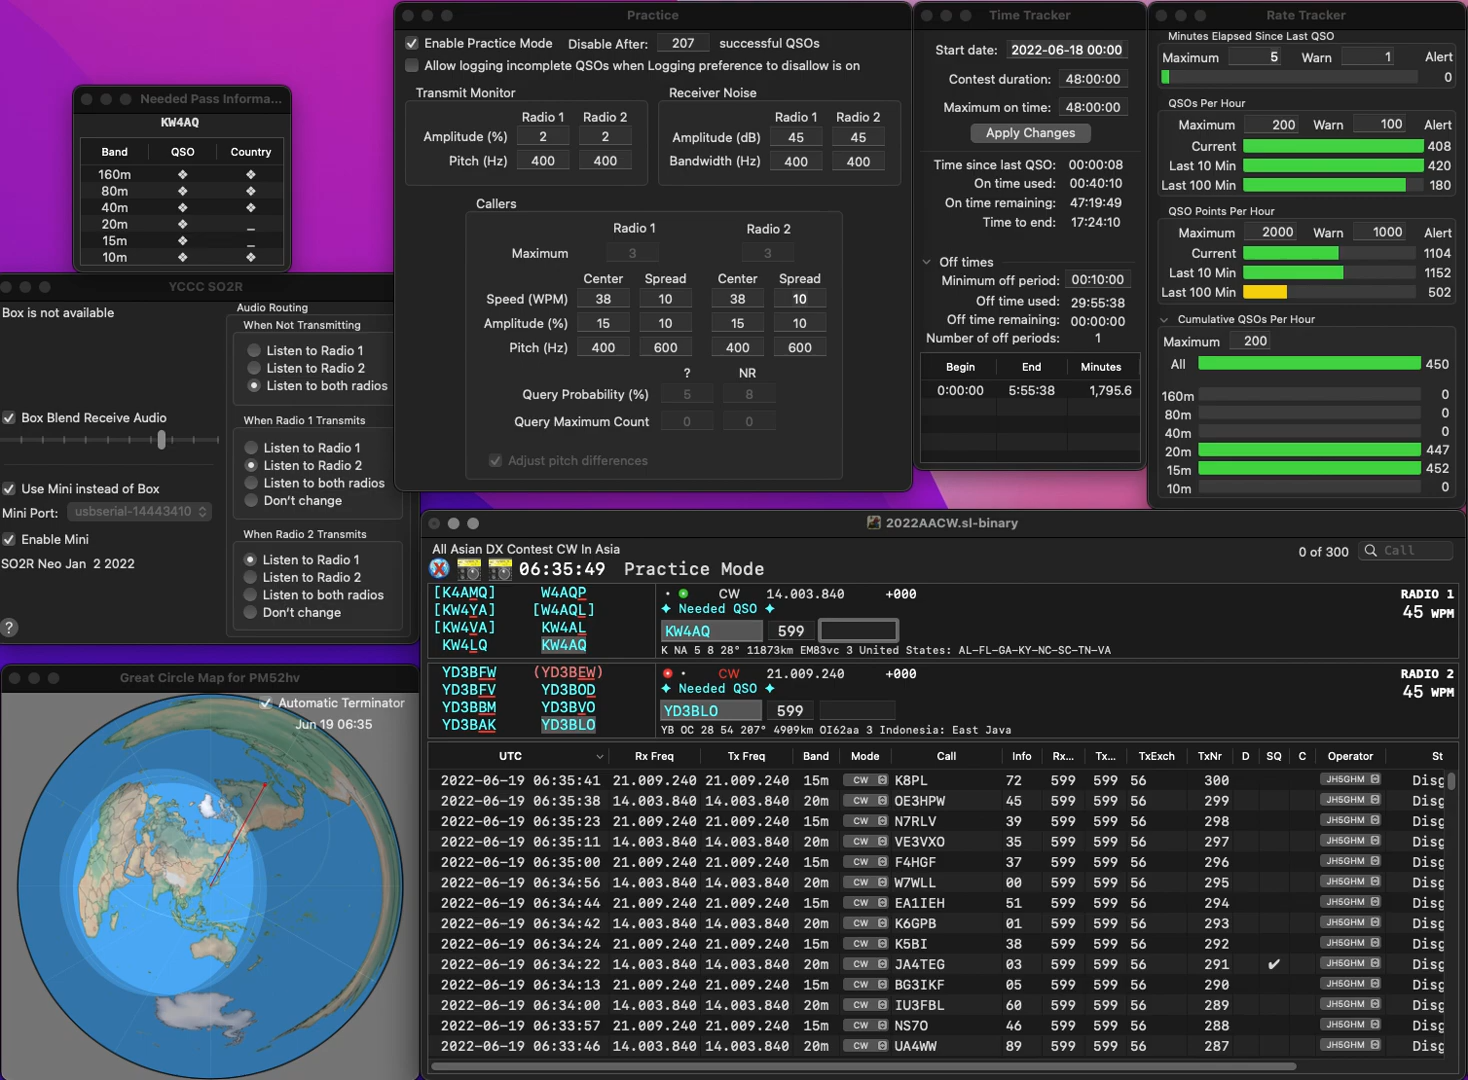 Needed Pass Informa...
KW4AQ
Band QSO Country
160m ❖ ❖
80m ❖ ❖
40m ❖ ❖
20m ❖ _
15m ❖ _
10m ❖ ❖
YCCC SO2R
Box is not available
Box Blend Receive Audio
Use Mini instead of Box
Mini Port: usbserial-14443410
Enable Mini
SO2R Neo Jan 2 2022
?
Audio Routing
When Not Transmitting
Listen to Radio 1
Listen to Radio 2
Listen to both radios
When Radio 1 Transmits
Listen to Radio 1
Listen to Radio 2
Listen to both radios
Don't change
When Radio 2 Transmits
Listen to Radio 1
Listen to Radio 2
Listen to both radios
Don't change
Great Circle Map for PM52hv
Automatic Terminator
Jun 19 06:35
Practice
Enable Practice Mode Disable After: 207 successful QSOs
Allow logging incomplete QSOs when Logging preference to disallow is on
Transmit Monitor
Radio 1 Radio 2
Amplitude (%) 2 2
Pitch (Hz) 400 400
Receiver Noise
Radio 1 Radio 2
Amplitude (dB) 45 45
Bandwidth (Hz) 400 400
Callers
Radio 1 Radio 2
Maximum 3 3
Center Spread Center Spread
Speed (WPM) 38 10 38 10
Amplitude (%) 15 10 15 10
Pitch (Hz) 400 600 400 600
? NR
Query Probability (%) 5 8
Query Maximum Count 0 0
Adjust pitch differences
Time Tracker
Start date: 2022-06-18 00:00
Contest duration: 48:00:00
Maximum on time: 48:00:00
Apply Changes
Time since last QSO: 00:00:08
On time used: 00:40:10
On time remaining: 47:19:49
Time to end: 17:24:10
Off times
Minimum off period: 00:10:00
Off time used: 29:55:38
Off time remaining: 00:00:00
Number of off periods: 1
Begin End Minutes
0:00:00 5:55:38 1,795.6
Rate Tracker
Minutes Elapsed Since Last QSO
Maximum 5 Warn 1 Alert
0
QSOs Per Hour
Maximum 200 Warn 100 Alert
Current 408
Last 10 Min 420
Last 100 Min 180
QSO Points Per Hour
Maximum 2000 Warn 1000 Alert
Current 1104
Last 10 Min 1152
Last 100 Min 502
Cumulative QSOs Per Hour
Maximum 200
All 450
160m 0
80m 0
40m 0
20m 447
15m 452
10m 0
2022AACW.sl-binary
All Asian DX Contest CW In Asia
0 of 300 Call
06:35:49 Practice Mode
[K4AMQ] W4AQP
[KW4YA] [W4AQL]
[KW4VA] KW4AL
KW4LQ KW4AQ
CW 14.003.840 +000
✦ Needed QSO ✦
KW4AQ 599
K NA 5 8 28° 11873km EM83vc 3 United States: AL-FL-GA-KY-NC-SC-TN-VA
RADIO 1
45 WPM
YD3BFW (YD3BEW)
YD3BFV YD3BOD
YD3BBM YD3BVO
YD3BAK YD3BLO
CW 21.009.240 +000
✦ Needed QSO ✦
YD3BLO 599
YB OC 28 54 207° 4909km OI62aa 3 Indonesia: East Java
RADIO 2
45 WPM
UTC Rx Freq Tx Freq Band Mode Call Info Rx... Tx... TxExch TxNr D SQ C Operator St
2022-06-19 06:35:41 21.009.240 21.009.240 15m CW K8PL 72 599 599 56 300 JH5GHM Disq
2022-06-19 06:35:38 14.003.840 14.003.840 20m CW OE3HPW 45 599 599 56 299 JH5GHM Disq
2022-06-19 06:35:23 14.003.840 14.003.840 20m CW N7RLV 39 599 599 56 298 JH5GHM Disq
2022-06-19 06:35:11 14.003.840 14.003.840 20m CW VE3VXO 35 599 599 56 297 JH5GHM Disq
2022-06-19 06:35:00 21.009.240 21.009.240 15m CW F4HGF 37 599 599 56 296 JH5GHM Disq
2022-06-19 06:34:56 14.003.840 14.003.840 20m CW W7WLL 00 599 599 56 295 JH5GHM Disq
2022-06-19 06:34:44 21.009.240 21.009.240 15m CW EA1IEH 51 599 599 56 294 JH5GHM Disq
2022-06-19 06:34:42 14.003.840 14.003.840 20m CW K6GPB 01 599 599 56 293 JH5GHM Disq
2022-06-19 06:34:24 21.009.240 21.009.240 15m CW K5BI 38 599 599 56 292 JH5GHM Disq
2022-06-19 06:34:22 14.003.840 14.003.840 20m CW JA4TEG 03 599 599 56 291 ✔ JH5GHM Disq
2022-06-19 06:34:13 21.009.240 21.009.240 15m CW BG3IKF 05 599 599 56 290 JH5GHM Disq
2022-06-19 06:34:00 14.003.840 14.003.840 20m CW IU3FBL 60 599 599 56 289 JH5GHM Disq
2022-06-19 06:33:57 21.009.240 21.009.240 15m CW NS7O 46 599 599 56 288 JH5GHM Disq
2022-06-19 06:33:46 14.003.840 14.003.840 20m CW UA4WW 89 599 599 56 287 JH5GHM Disq